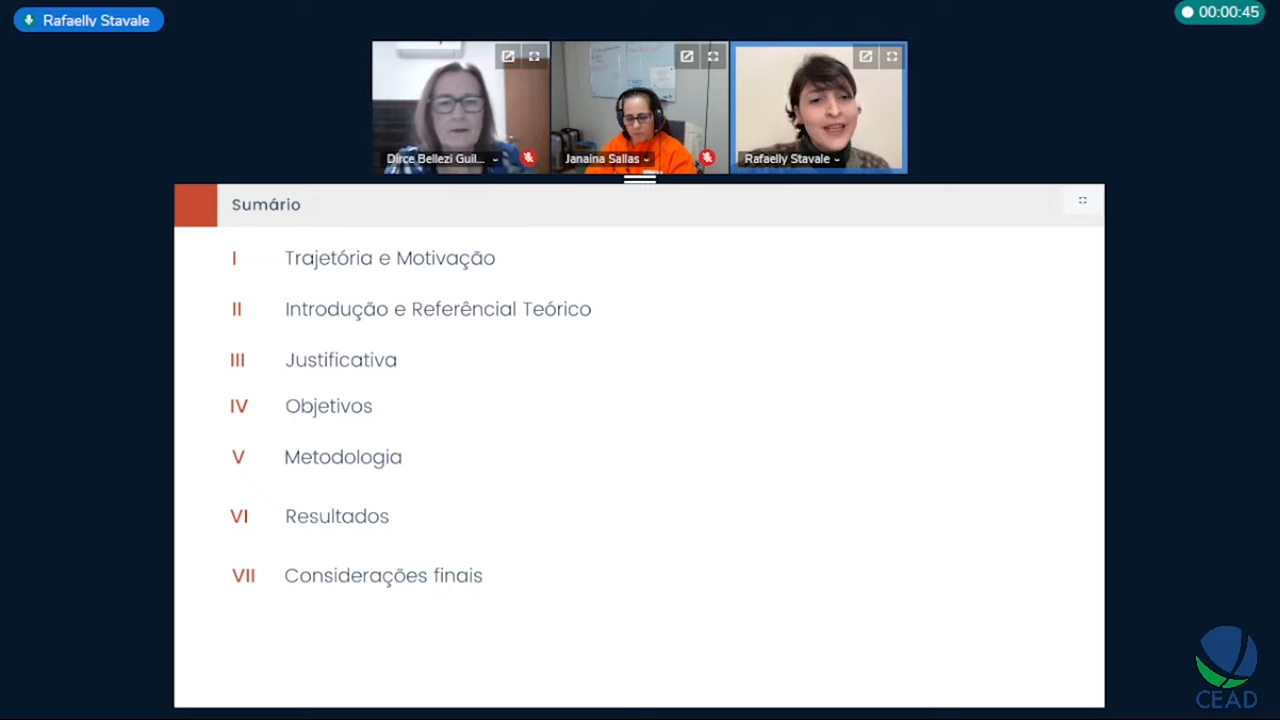 Rafaelly Stavale
00:00:45
Dirce Bellezi Guil...
Janaina Sallas
Rafaelly Stavale
Sumário
I Trajetória e Motivação
II Introdução e Referêncial Teórico
III Justificativa
IV Objetivos
V Metodologia
VI Resultados
VII Considerações finais
CEAD